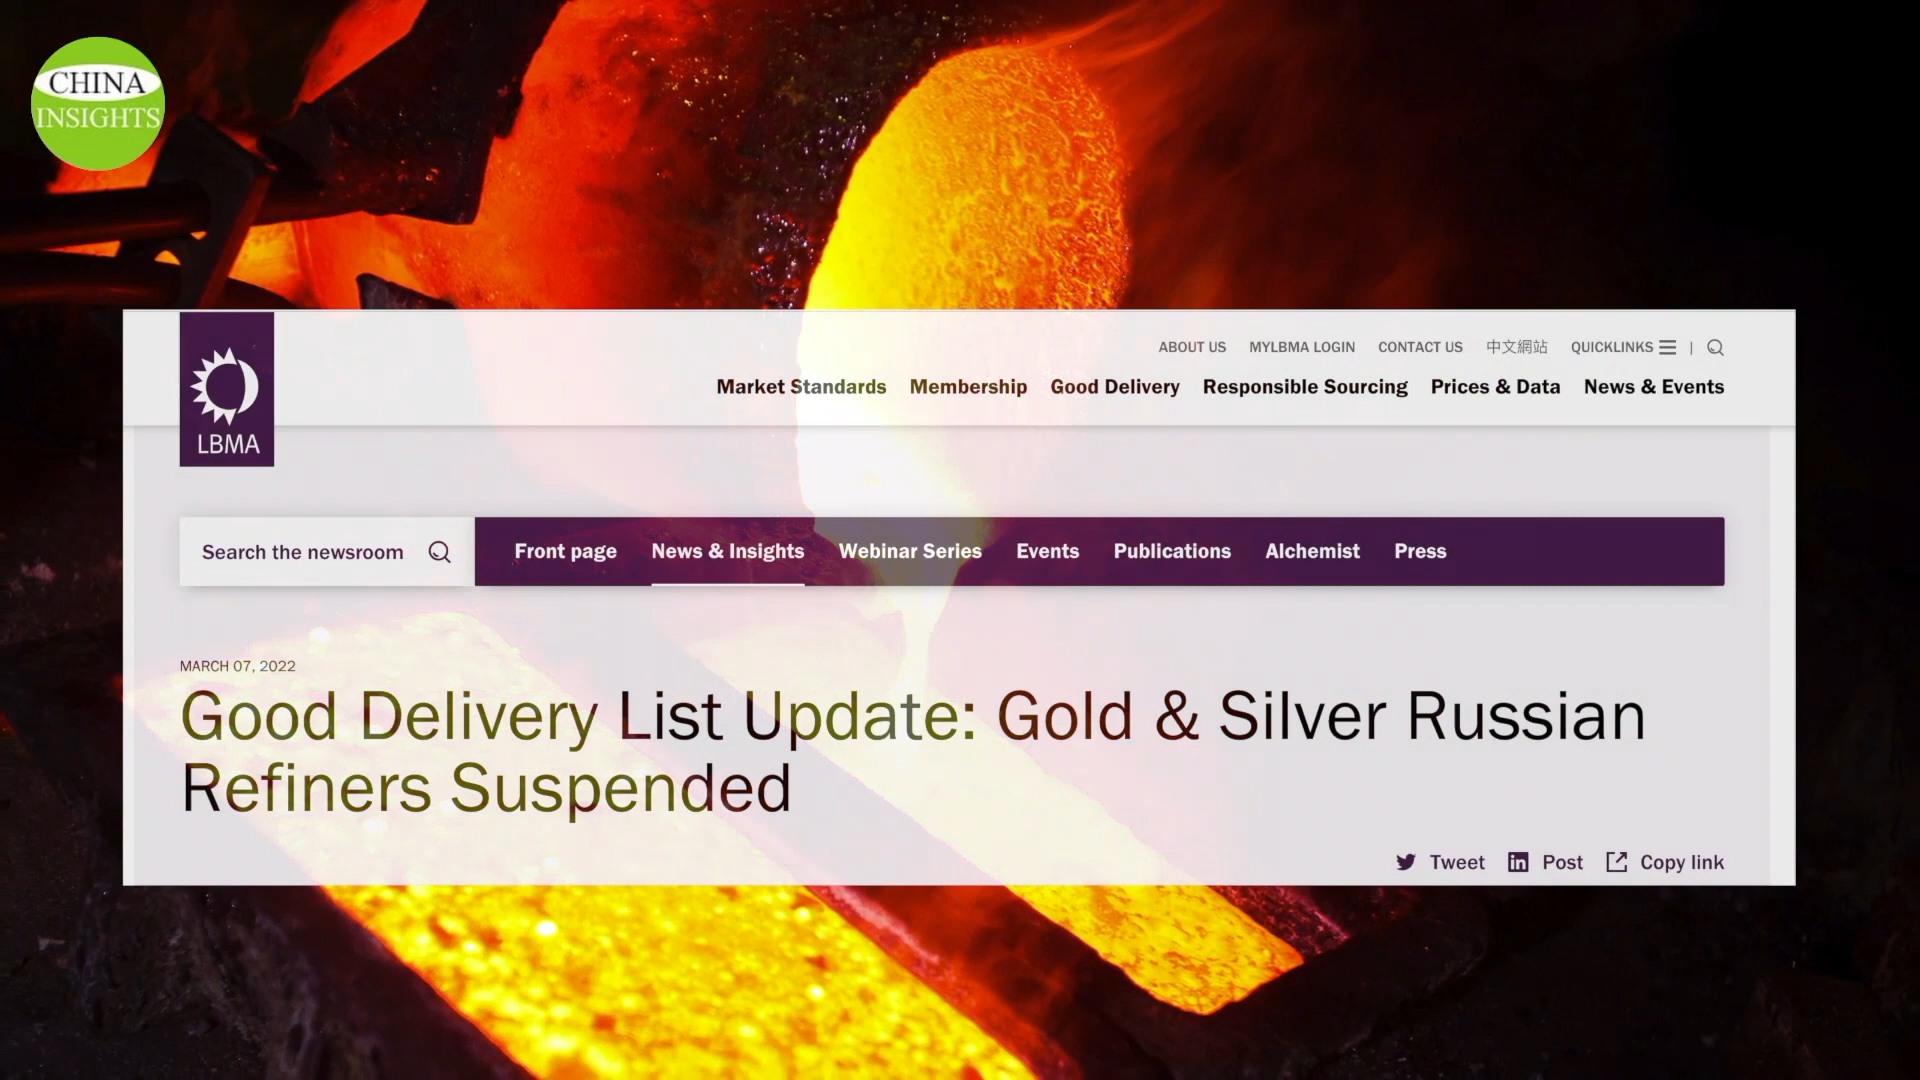 CHINA
INSIGHTS
ABOUT US MYLBMA LOGIN CONTACT US 中文網站 QUICKLINKS |
Market Standards Membership Good Delivery Responsible Sourcing Prices & Data News & Events
LBMA
Search the newsroom Front page News & Insights Webinar Series Events Publications Alchemist Press
MARCH 07, 2022
Good Delivery List Update: Gold & Silver Russian
Refiners Suspended
Tweet in Post Copy link